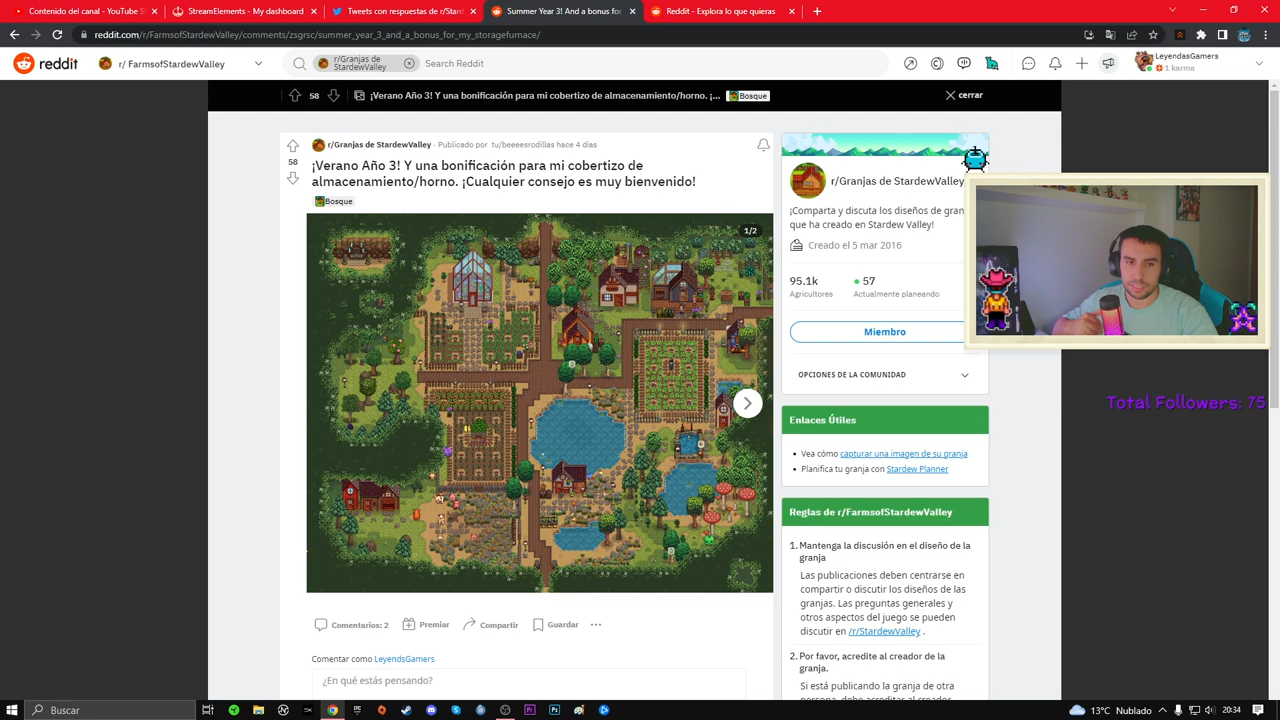 Contenido del canal - YouTube S
StreamElements - My dashboard
Tweets con respuestas de r/Stard
Summer Year 3! And a bonus for
Reddit - Explora lo que quieras
reddit.com/r/FarmsofStardewValley/comments/zsgrsc/summer_year_3_and_a_bonus_for_my_storagefurnace/
reddit
r/ FarmsofStardewValley
r/Granjas de StardewValley
Search Reddit
LeyendasGamers
1 karma
58
¡Verano Año 3! Y una bonificación para mi cobertizo de almacenamiento/horno. ¡...
Bosque
cerrar
58
r/Granjas de StardewValley · Publicado por tu/beeeesrodillas hace 4 días
¡Verano Año 3! Y una bonificación para mi cobertizo de
almacenamiento/horno. ¡Cualquier consejo es muy bienvenido!
Bosque
1/2
Comentarios: 2
Premiar
Compartir
Guardar
Comentar como LeyendsGamers
¿En qué estás pensando?
r/Granjas de StardewValley
¡Comparta y discuta los diseños de gran
que ha creado en Stardew Valley!
Creado el 5 mar 2016
95.1k
57
Agricultores
Actualmente planeando
Miembro
OPCIONES DE LA COMUNIDAD
Enlaces Útiles
Vea cómo capturar una imagen de su granja
Planifica tu granja con Stardew Planner
Reglas de r/FarmsofStardewValley
1. Mantenga la discusión en el diseño de la
granja
Las publicaciones deben centrarse en
compartir o discutir los diseños de las
granjas. Las preguntas generales y
otros aspectos del juego se pueden
discutir en /r/StardewValley .
2. Por favor, acredite al creador de la
granja.
Si está publicando la granja de otra
persona, debe acreditar al creador
Total Followers: 75
Buscar
13°C Nublado
20:34